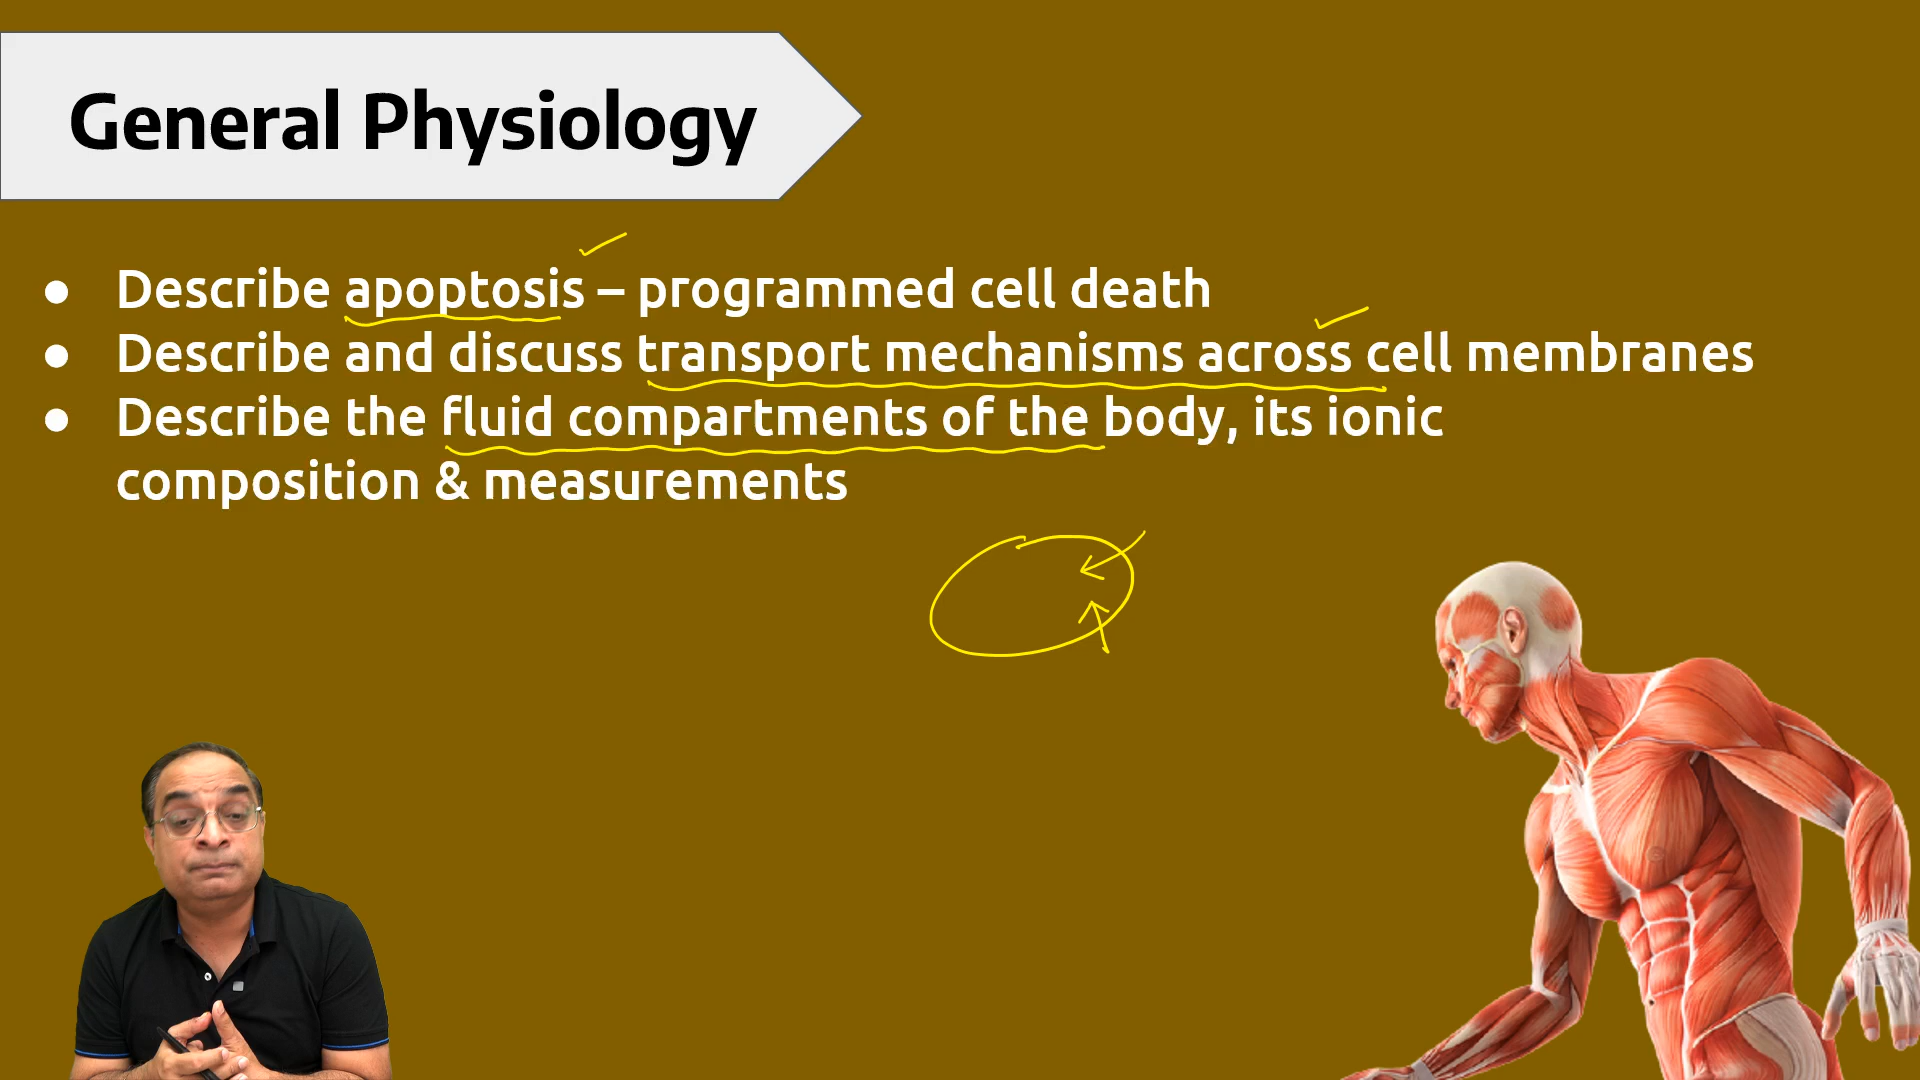 General Physiology
● Describe apoptosis – programmed cell death
● Describe and discuss transport mechanisms across cell membranes
● Describe the fluid compartments of the body, its ionic
composition & measurements